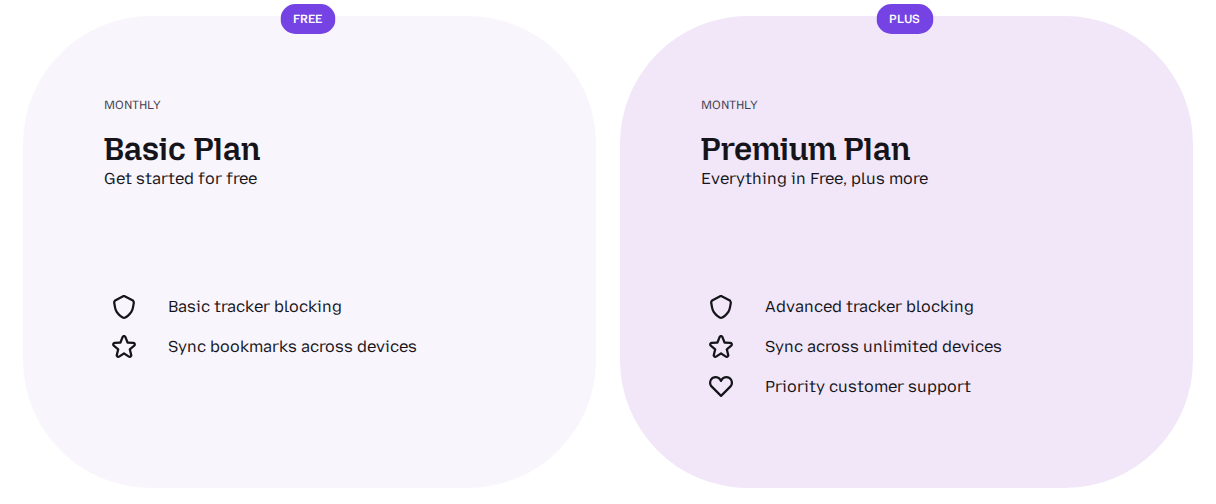 FREE
MONTHLY
Basic Plan
Get started for free
Basic tracker blocking
Sync bookmarks across devices
PLUS
MONTHLY
Premium Plan
Everything in Free, plus more
Advanced tracker blocking
Sync across unlimited devices
Priority customer support